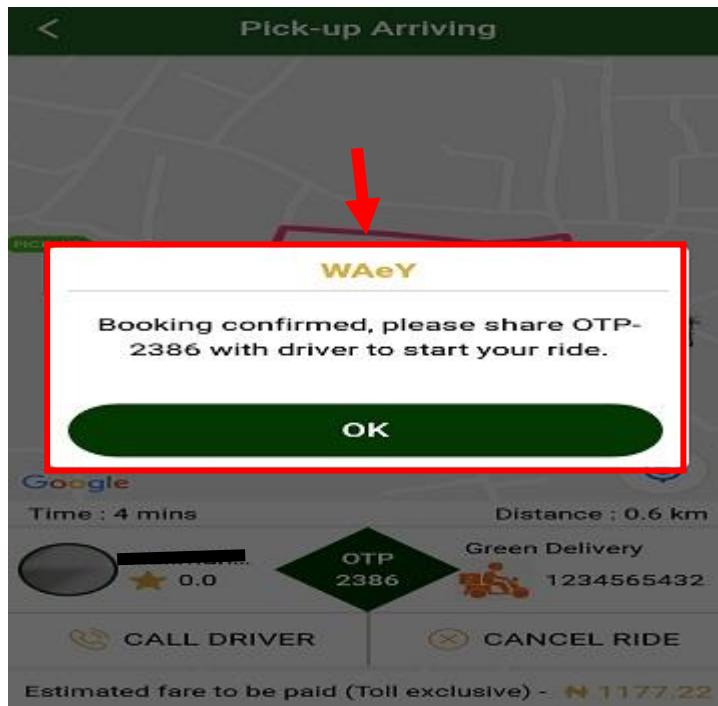 Pick-up Arriving
WAeY
Booking confirmed, please share OTP-
2386 with driver to start your ride.
OK
Google
Time : 4 mins Distance : 0.6 km
OTP
2386
0.0
Green Delivery
1234565432
CALL DRIVER CANCEL RIDE
Estimated fare to be paid (Toll exclusive) - ₦ 1177.22